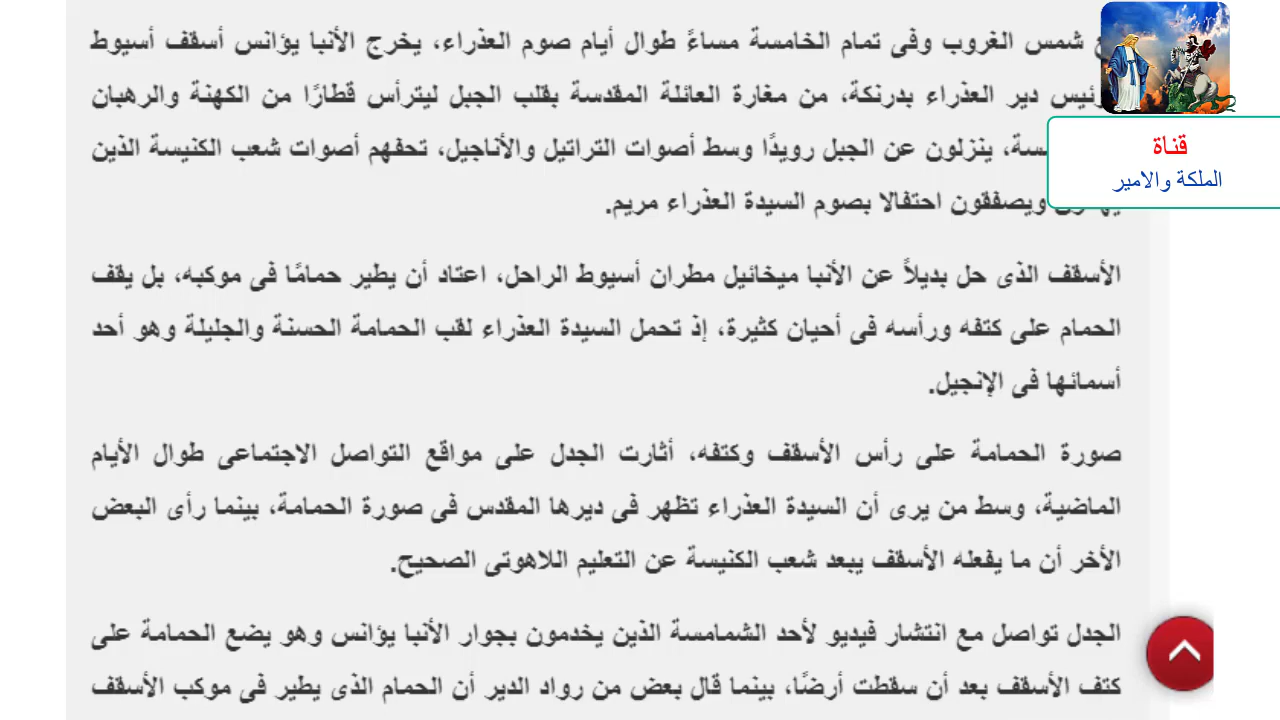 شمس الغروب وفى تمام الخامسة مساءً طوال أيام صوم العذراء، يخرج الأنبا يؤانس أسقف أسيوط
دير العذراء بدرنكة، من مغارة العائلة المقدسة بقلب الجبل ليترأس قطارًا من الكهنة والرهبان
ينزلون عن الجبل رويدًا وسط أصوات التراتيل والأناجيل، تحفهم أصوات شعب الكنيسة الذين
ويصفقون احتفالا بصوم السيدة العذراء مريم.
قناة
الملكة والامير
الأسقف الذى حل بديلاً عن الأنبا ميخائيل مطران أسيوط الراحل، اعتاد أن يطير حمامًا فى موكبه، بل يقف
الحمام على كتفه ورأسه فى أحيان كثيرة، إذ تحمل السيدة العذراء لقب الحمامة الحسنة والجليلة وهو أحد
أسمائها فى الإنجيل.
صورة الحمامة على رأس الأسقف وكتفه، أثارت الجدل على مواقع التواصل الاجتماعى طوال الأيام
الماضية، وسط من يرى أن السيدة العذراء تظهر فى ديرها المقدس فى صورة الحمامة، بينما رأى البعض
الأخر أن ما يفعله الأسقف يبعد شعب الكنيسة عن التعليم اللاهوتى الصحيح.
الجدل تواصل مع انتشار فيديو لأحد الشمامسة الذين يخدمون بجوار الأنبا يؤانس وهو يضع الحمامة على
كتف الأسقف بعد أن سقطت أرضًا، بينما قال بعض من رواد الدير أن الحمام الذى يطير فى موكب الأسقف